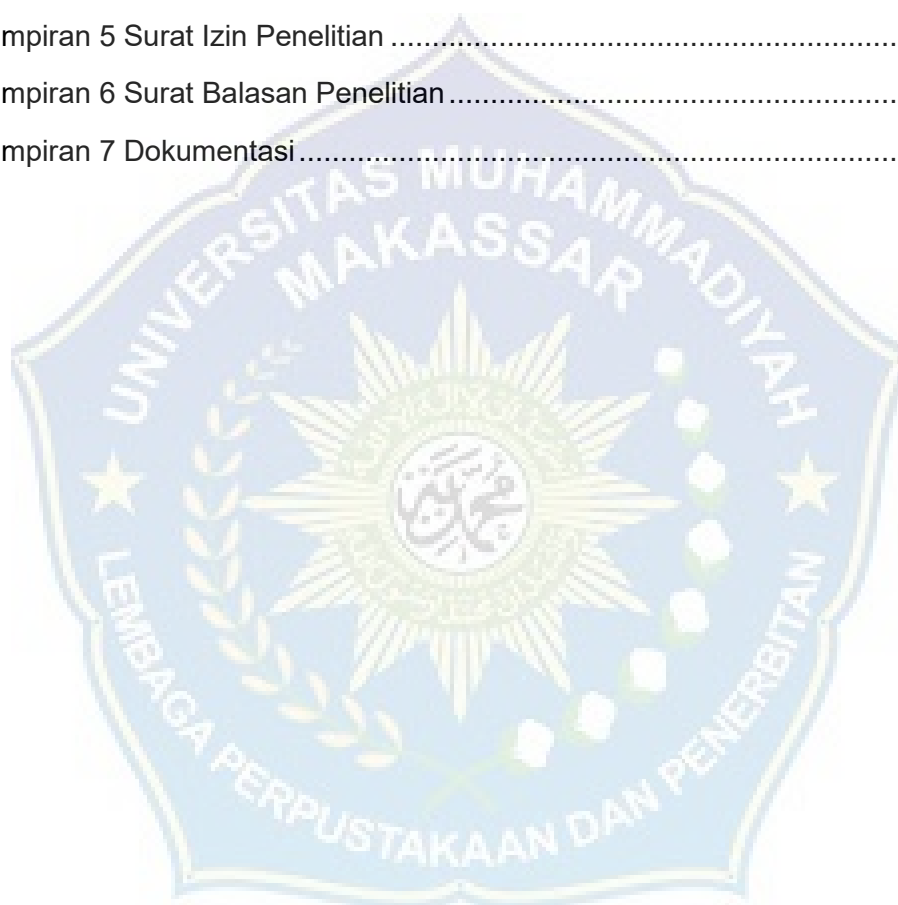 mpiran 5 Surat Izin Penelitian ........................................................................
mpiran 6 Surat Balasan Penelitian ................................................................
mpiran 7 Dokumentasi ..................................................................................
UNIVERSITAS MUHAMMADIYAH
MAKASSAR
محمدية
LEMBAGA PERPUSTAKAAN DAN PENERBITAN